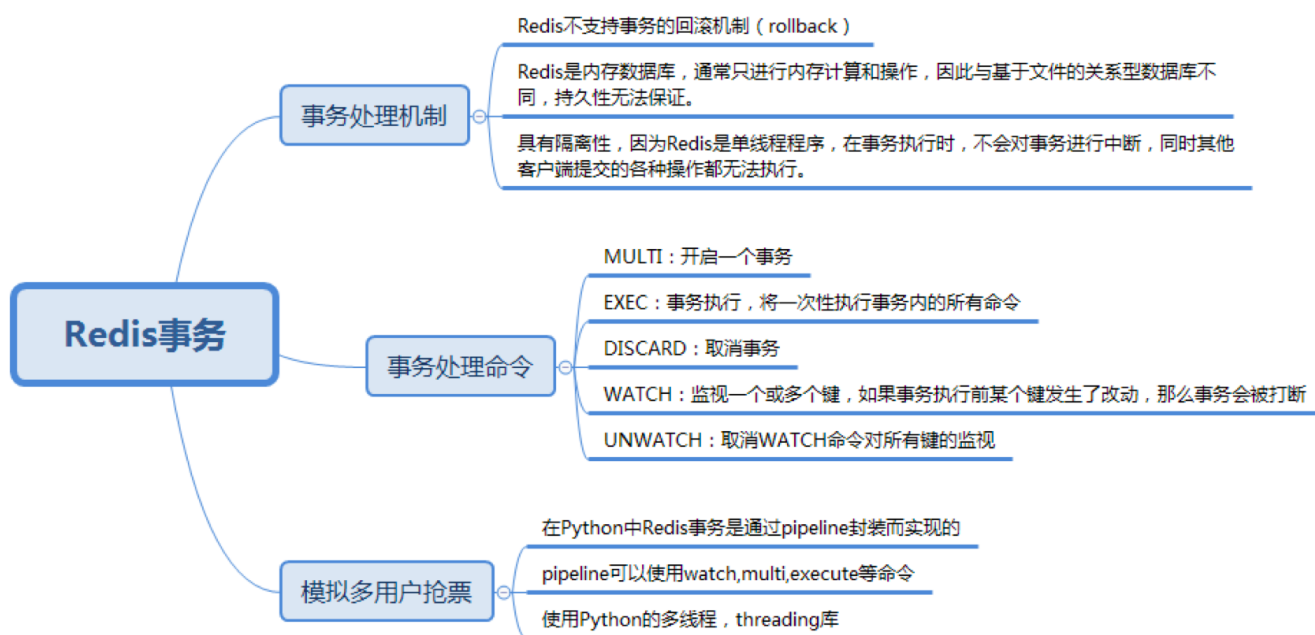 Redis事务
事务处理机制
Redis不支持事务的回滚机制（rollback）
Redis是内存数据库，通常只进行内存计算和操作，因此与基于文件的关系型数据库不
同，持久性无法保证。
具有隔离性，因为Redis是单线程程序，在事务执行时，不会对事务进行中断，同时其他
客户端提交的各种操作都无法执行。
事务处理命令
MULTI：开启一个事务
EXEC：事务执行，将一次性执行事务内的所有命令
DISCARD：取消事务
WATCH：监视一个或多个键，如果事务执行前某个键发生了改动，那么事务会被打断
UNWATCH：取消WATCH命令对所有键的监视
模拟多用户抢票
在Python中Redis事务是通过pipeline封装而实现的
pipeline可以使用watch,multi,execute等命令
使用Python的多线程，threading库